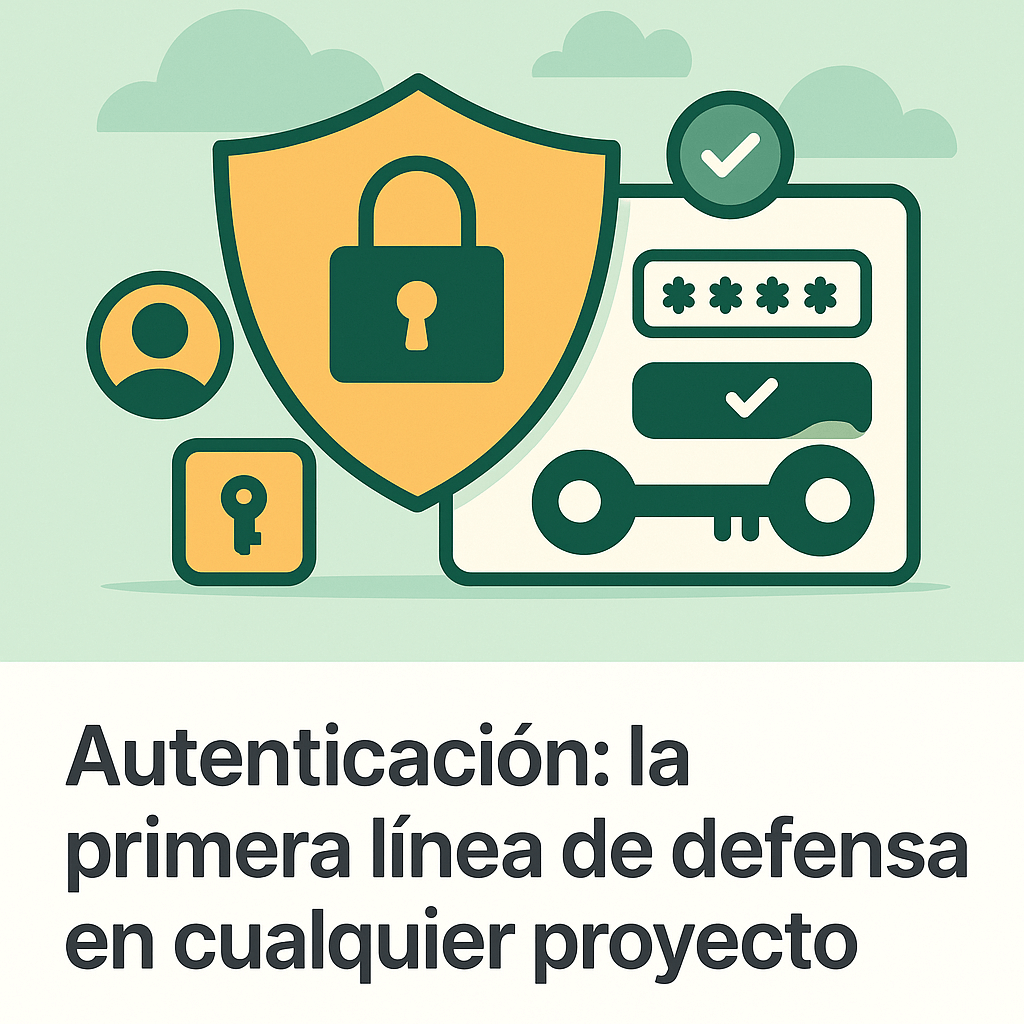 ****
Autenticación: la
primera línea de defensa
en cualquier proyecto